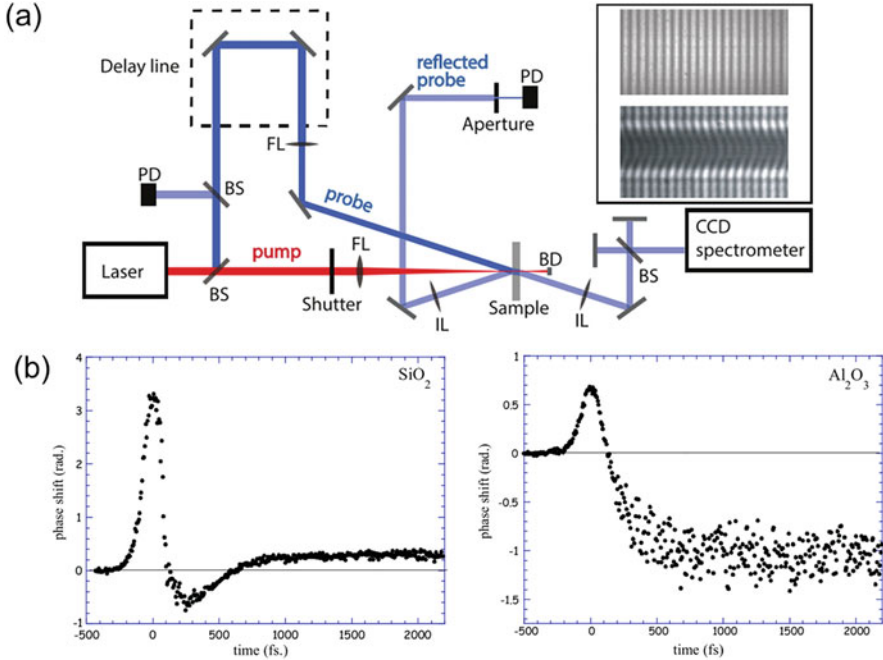 (a)
Delay line
reflected
probe
PD
Aperture
FL
PD
BS
probe
CCD
spectrometer
pump
FL
BD
Laser
BS
BS
Shutter
IL
Sample
IL
(b)
SiO2
4
3
2
1
0
-1
phase shift (rad.)
-500 0 500 1000 1500 2000
time (fs.)
Al2O3
1
0.5
0
-0.5
-1
-1.5
-2
phase shift (rad.)
-500 0 500 1000 1500 2000
time (fs)